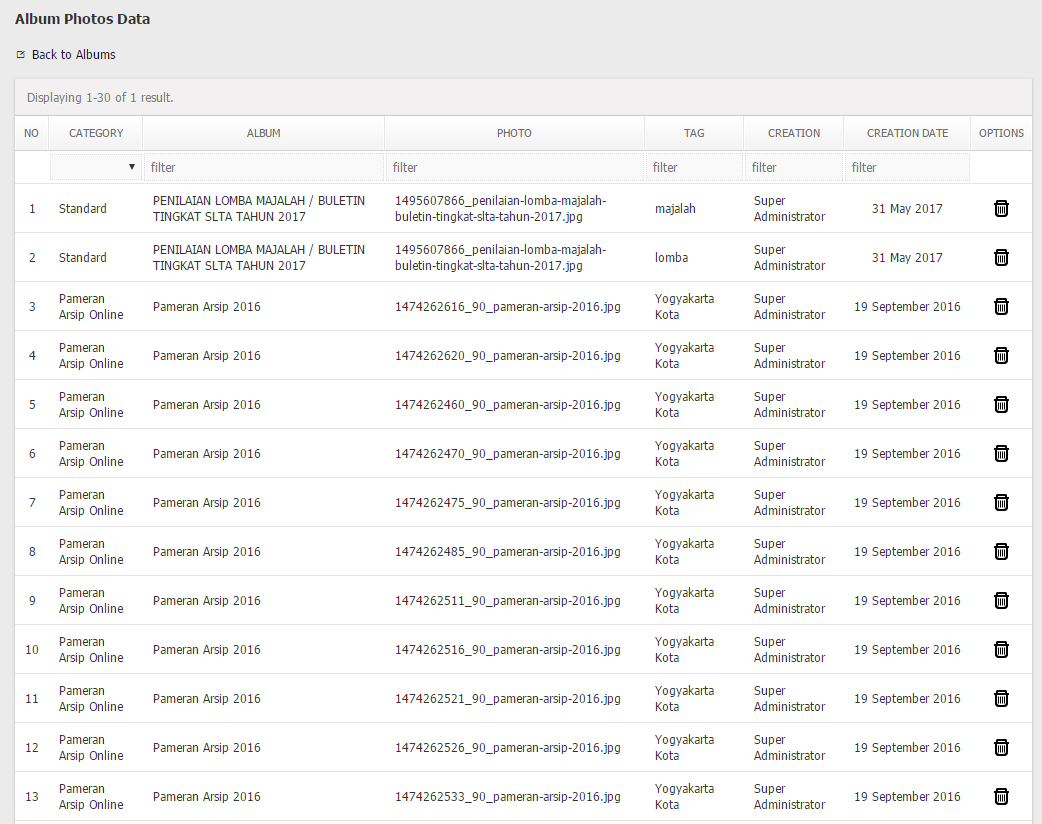 Album Photos Data
Back to Albums
Displaying 1-30 of 1 result.
NO CATEGORY ALBUM PHOTO TAG CREATION CREATION DATE OPTIONS
filter filter filter filter filter
1 Standard PENILAIAN LOMBA MAJALAH / BULETIN 1495607866_penilaian-lomba-majalah- majalah Super 31 May 2017
TINGKAT SLTA TAHUN 2017 buletin-tingkat-slta-tahun-2017.jpg Administrator
2 Standard PENILAIAN LOMBA MAJALAH / BULETIN 1495607866_penilaian-lomba-majalah- lomba Super 31 May 2017
TINGKAT SLTA TAHUN 2017 buletin-tingkat-slta-tahun-2017.jpg Administrator
3 Pameran Pameran Arsip 2016 1474262616_90_pameran-arsip-2016.jpg Yogyakarta Super 19 September 2016
Arsip Online Kota Administrator
4 Pameran Pameran Arsip 2016 1474262620_90_pameran-arsip-2016.jpg Yogyakarta Super 19 September 2016
Arsip Online Kota Administrator
5 Pameran Pameran Arsip 2016 1474262460_90_pameran-arsip-2016.jpg Yogyakarta Super 19 September 2016
Arsip Online Kota Administrator
6 Pameran Pameran Arsip 2016 1474262470_90_pameran-arsip-2016.jpg Yogyakarta Super 19 September 2016
Arsip Online Kota Administrator
7 Pameran Pameran Arsip 2016 1474262475_90_pameran-arsip-2016.jpg Yogyakarta Super 19 September 2016
Arsip Online Kota Administrator
8 Pameran Pameran Arsip 2016 1474262485_90_pameran-arsip-2016.jpg Yogyakarta Super 19 September 2016
Arsip Online Kota Administrator
9 Pameran Pameran Arsip 2016 1474262511_90_pameran-arsip-2016.jpg Yogyakarta Super 19 September 2016
Arsip Online Kota Administrator
10 Pameran Pameran Arsip 2016 1474262516_90_pameran-arsip-2016.jpg Yogyakarta Super 19 September 2016
Arsip Online Kota Administrator
11 Pameran Pameran Arsip 2016 1474262521_90_pameran-arsip-2016.jpg Yogyakarta Super 19 September 2016
Arsip Online Kota Administrator
12 Pameran Pameran Arsip 2016 1474262526_90_pameran-arsip-2016.jpg Yogyakarta Super 19 September 2016
Arsip Online Kota Administrator
13 Pameran Pameran Arsip 2016 1474262533_90_pameran-arsip-2016.jpg Yogyakarta Super 19 September 2016
Arsip Online Kota Administrator